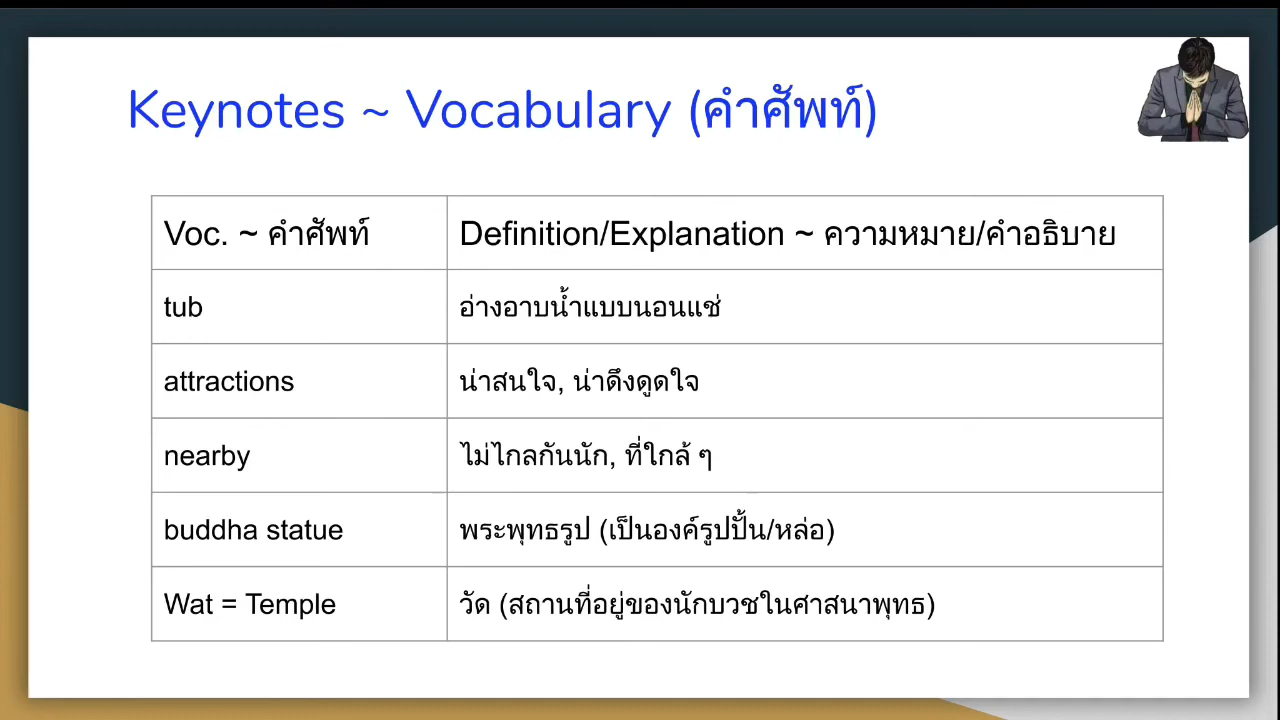 Keynotes ~ Vocabulary (คำศัพท์)
Voc. ~ คำศัพท์ Definition/Explanation ~ ความหมาย/คำอธิบาย
tub อ่างอาบน้ำแบบนอนแช่
attractions น่าสนใจ, น่าดึงดูดใจ
nearby ไม่ไกลกันนัก, ที่ใกล้ ๆ
buddha statue พระพุทธรูป (เป็นองค์รูปปั้น/หล่อ)
Wat = Temple วัด (สถานที่อยู่ของนักบวชในศาสนาพุทธ)